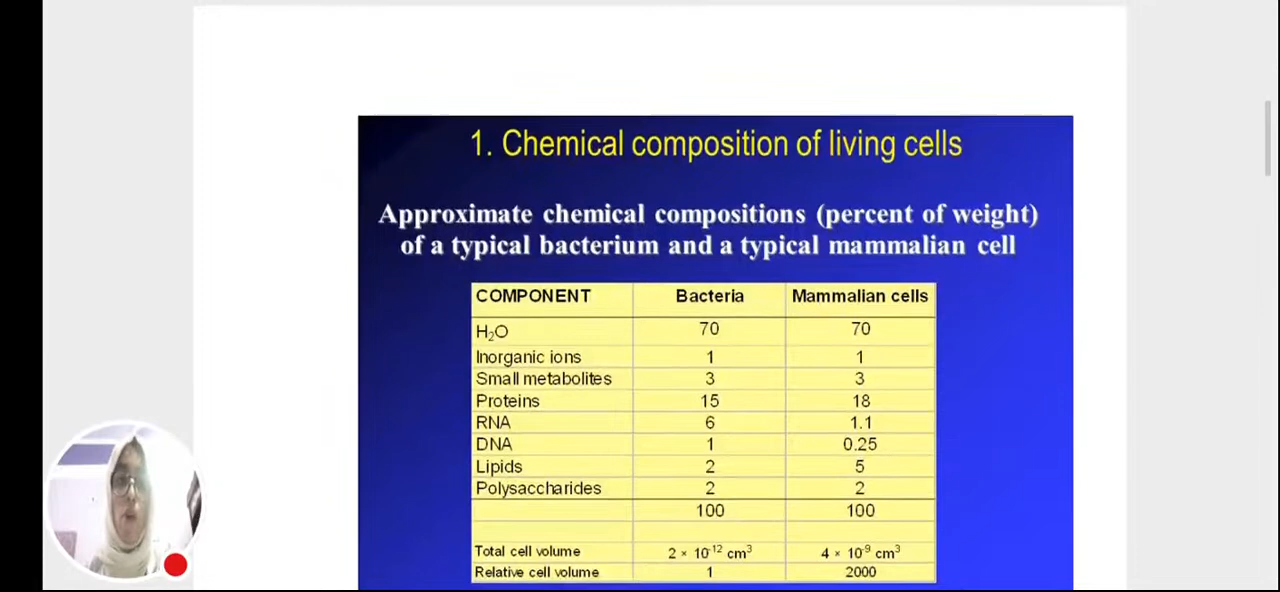 1. Chemical composition of living cells
Approximate chemical compositions (percent of weight)
of a typical bacterium and a typical mammalian cell
COMPONENT Bacteria Mammalian cells
H₂O 70 70
Inorganic ions 1 1
Small metabolites 3 3
Proteins 15 18
RNA 6 1.1
DNA 1 0.25
Lipids 2 5
Polysaccharides 2 2
100 100
Total cell volume 2 × 10⁻¹² cm³ 4 × 10⁻⁹ cm³
Relative cell volume 1 2000